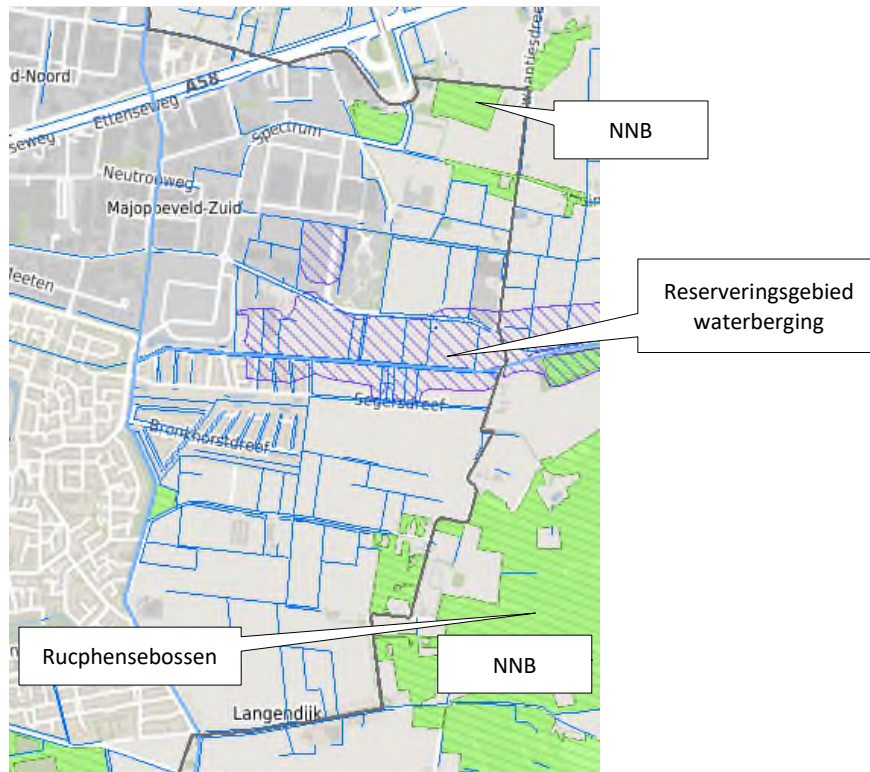 d-Noord
A58
Ettenseweg
seweg
Spectrum
NNB
Neutronweg
Majoppeveld-Zuid
Meeten
Reserveringsgebied
waterberging
Segersdreef
Bronkhorstdreef
Rucphensebossen
NNB
Langendijk